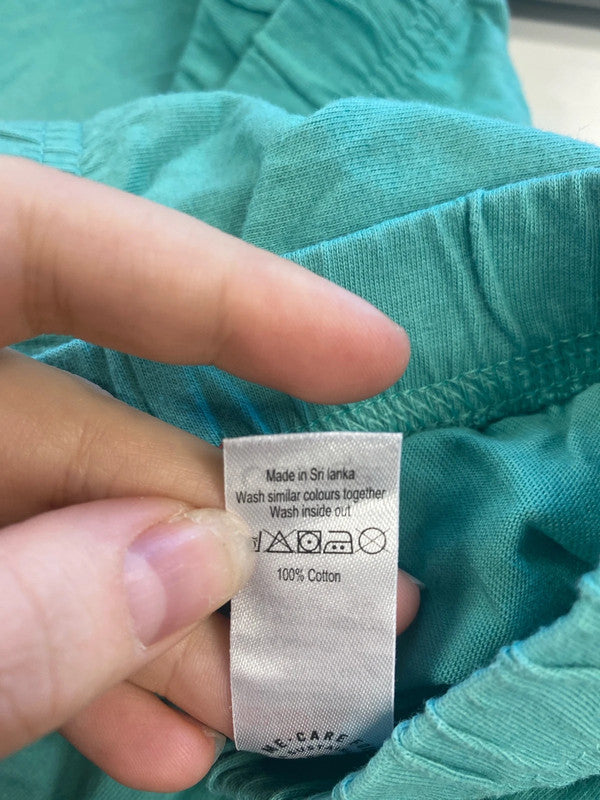 Made in Sri lanka
Wash similar colours together
Wash inside out
100% Cotton